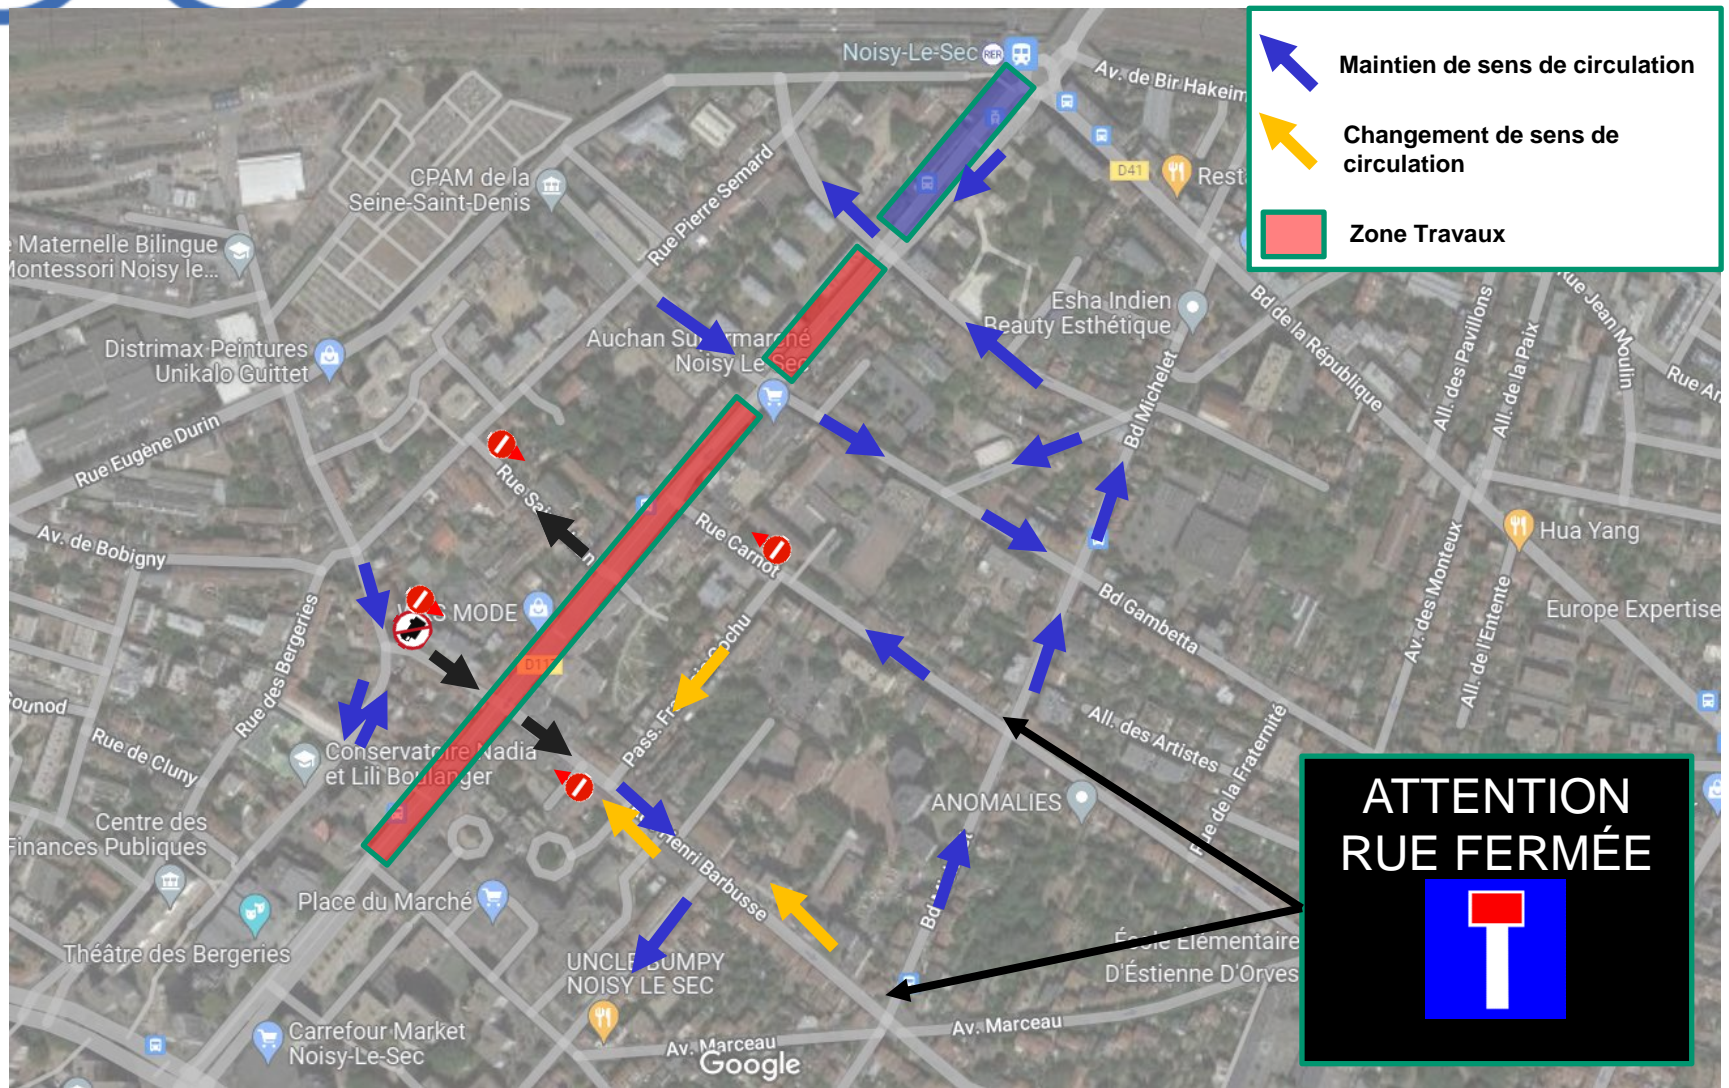 Noisy-Le-Sec
RER
Av. de Bir Hakeim
D41
CPAM de la
Seine-Saint-Denis
Rue Pierre Semard
Maternelle Bilingue
Montessori Noisy le...
Distrimax Peintures
Unikalo Guittet
Auchan
Noisy Le Sec
Esha Indien
Beauty Esthétique
Bd de la République
All. des Pavillons
All. de la Paix
Rue Jean Moulin
Rue
Bd Michelet
Rue Eugène Durin
Av. de Bobigny
Rue
Rue Carnot
MODE
Hua Yang
Av. des Monteux
All. de l'Entente
Europe Expertise
Bd Gambetta
Rue des Bergeries
Rue de Cluny
Pass.
Conservatoire Nadia
et Lili Boulanger
All. des Artistes
Rue de la Fraternité
ANOMALIES
Centre des
Finances Publiques
Henri Barbusse
Place du Marché
Bd
Théâtre des Bergeries
UNCLE BUMPY
NOISY LE SEC
École Élémentaire
D'Éstienne D'Orves
Carrefour Market
Noisy-Le-Sec
Av. Marceau
Av. Marceau
Google
Maintien de sens de circulation
Changement de sens de
circulation
Zone Travaux
ATTENTION
RUE FERMÉE